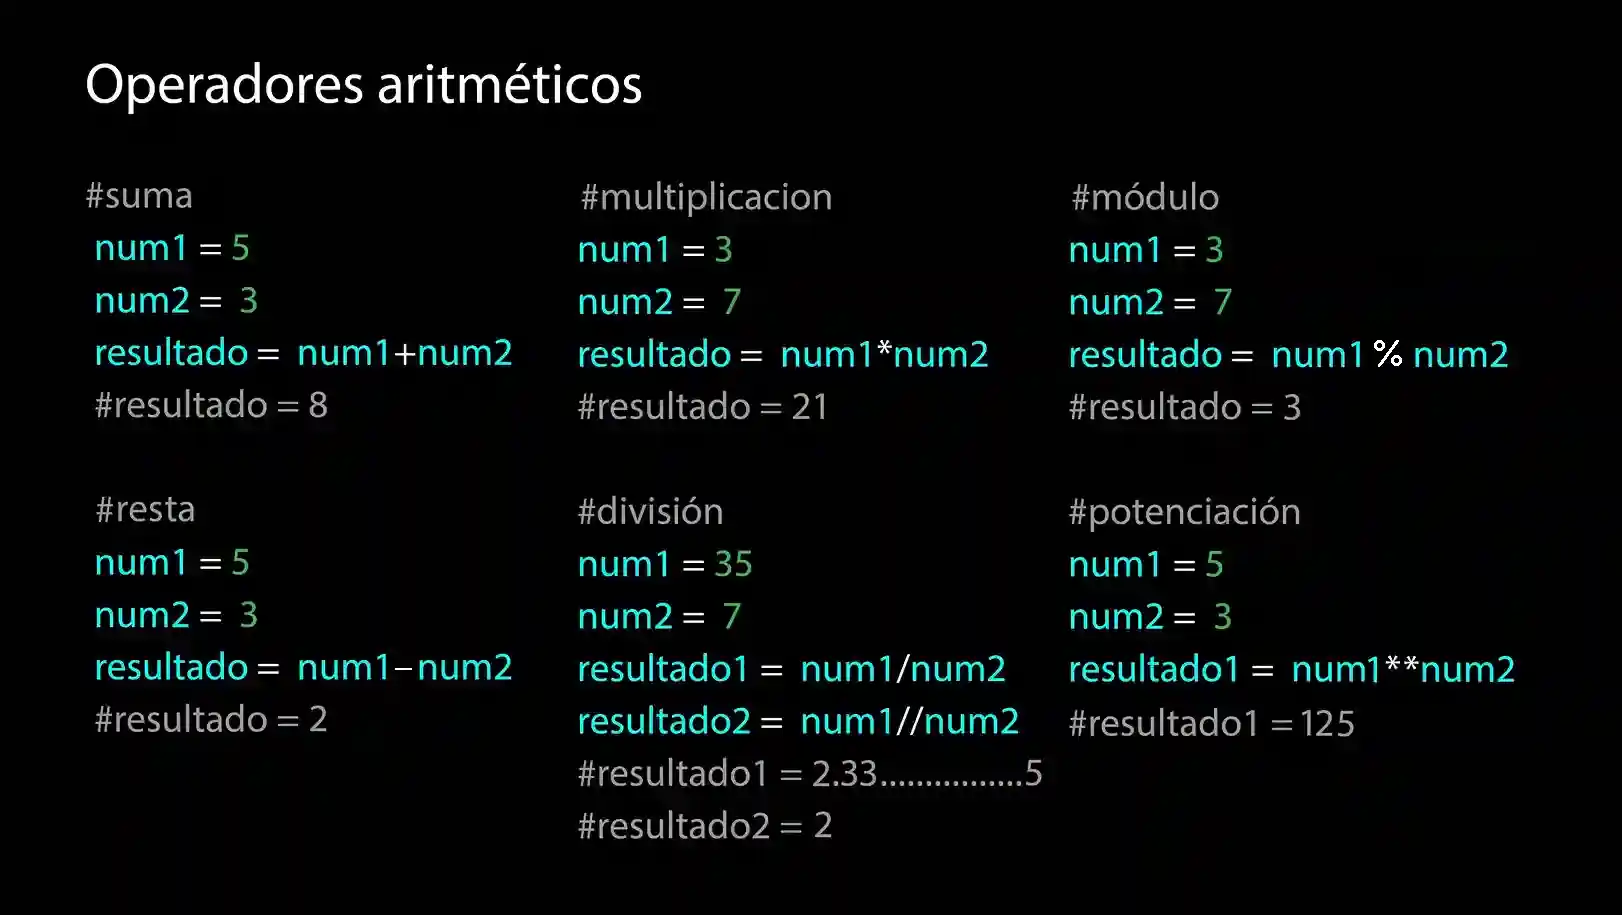 Operadores aritméticos
#suma
num1 = 5
num2 = 3
resultado = num1+num2
#resultado = 8
#resta
num1 = 5
num2 = 3
resultado = num1–num2
#resultado = 2
#multiplicacion
num1 = 3
num2 = 7
resultado = num1*num2
#resultado = 21
#división
num1 = 35
num2 = 7
resultado1 = num1/num2
resultado2 = num1//num2
#resultado1 = 2.33................5
#resultado2 = 2
#módulo
num1 = 3
num2 = 7
resultado = num1 % num2
#resultado = 3
#potenciación
num1 = 5
num2 = 3
resultado1 = num1**num2
#resultado1 =125